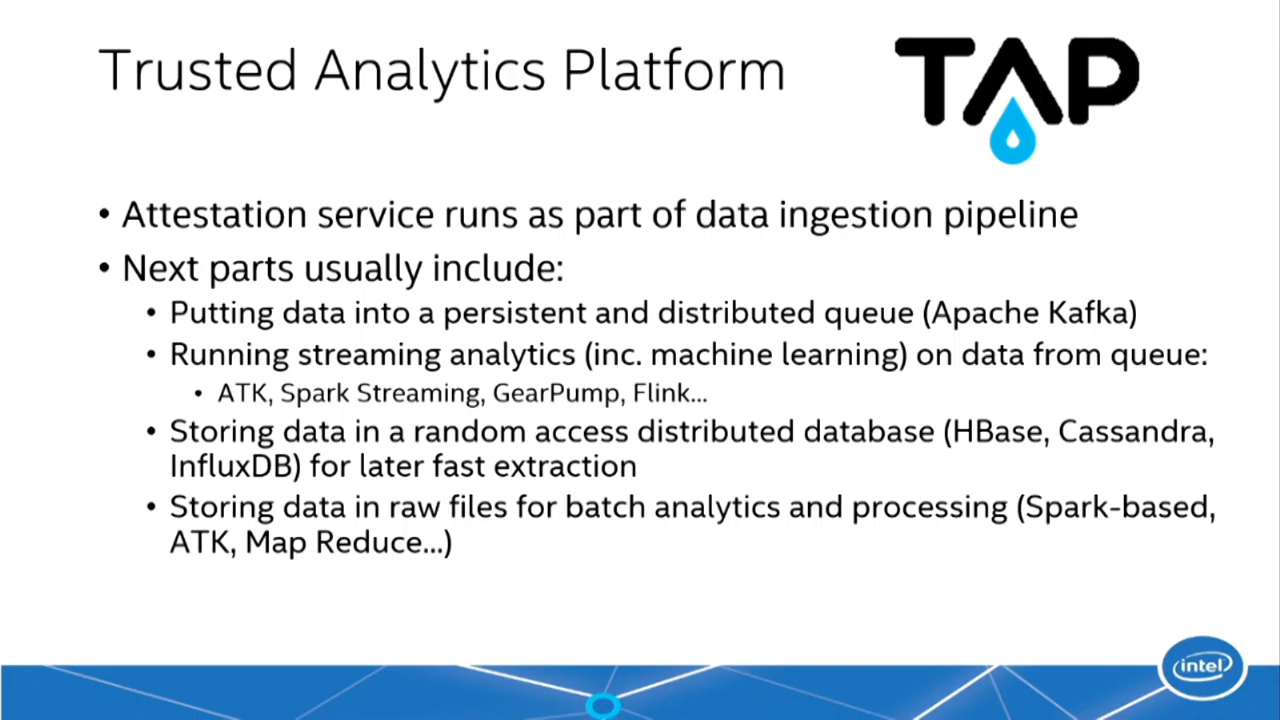 Trusted Analytics Platform
TAP
• Attestation service runs as part of data ingestion pipeline
• Next parts usually include:
• Putting data into a persistent and distributed queue (Apache Kafka)
• Running streaming analytics (inc. machine learning) on data from queue:
• ATK, Spark Streaming, GearPump, Flink...
• Storing data in a random access distributed database (HBase, Cassandra,
InfluxDB) for later fast extraction
• Storing data in raw files for batch analytics and processing (Spark-based,
ATK, Map Reduce...)
intel